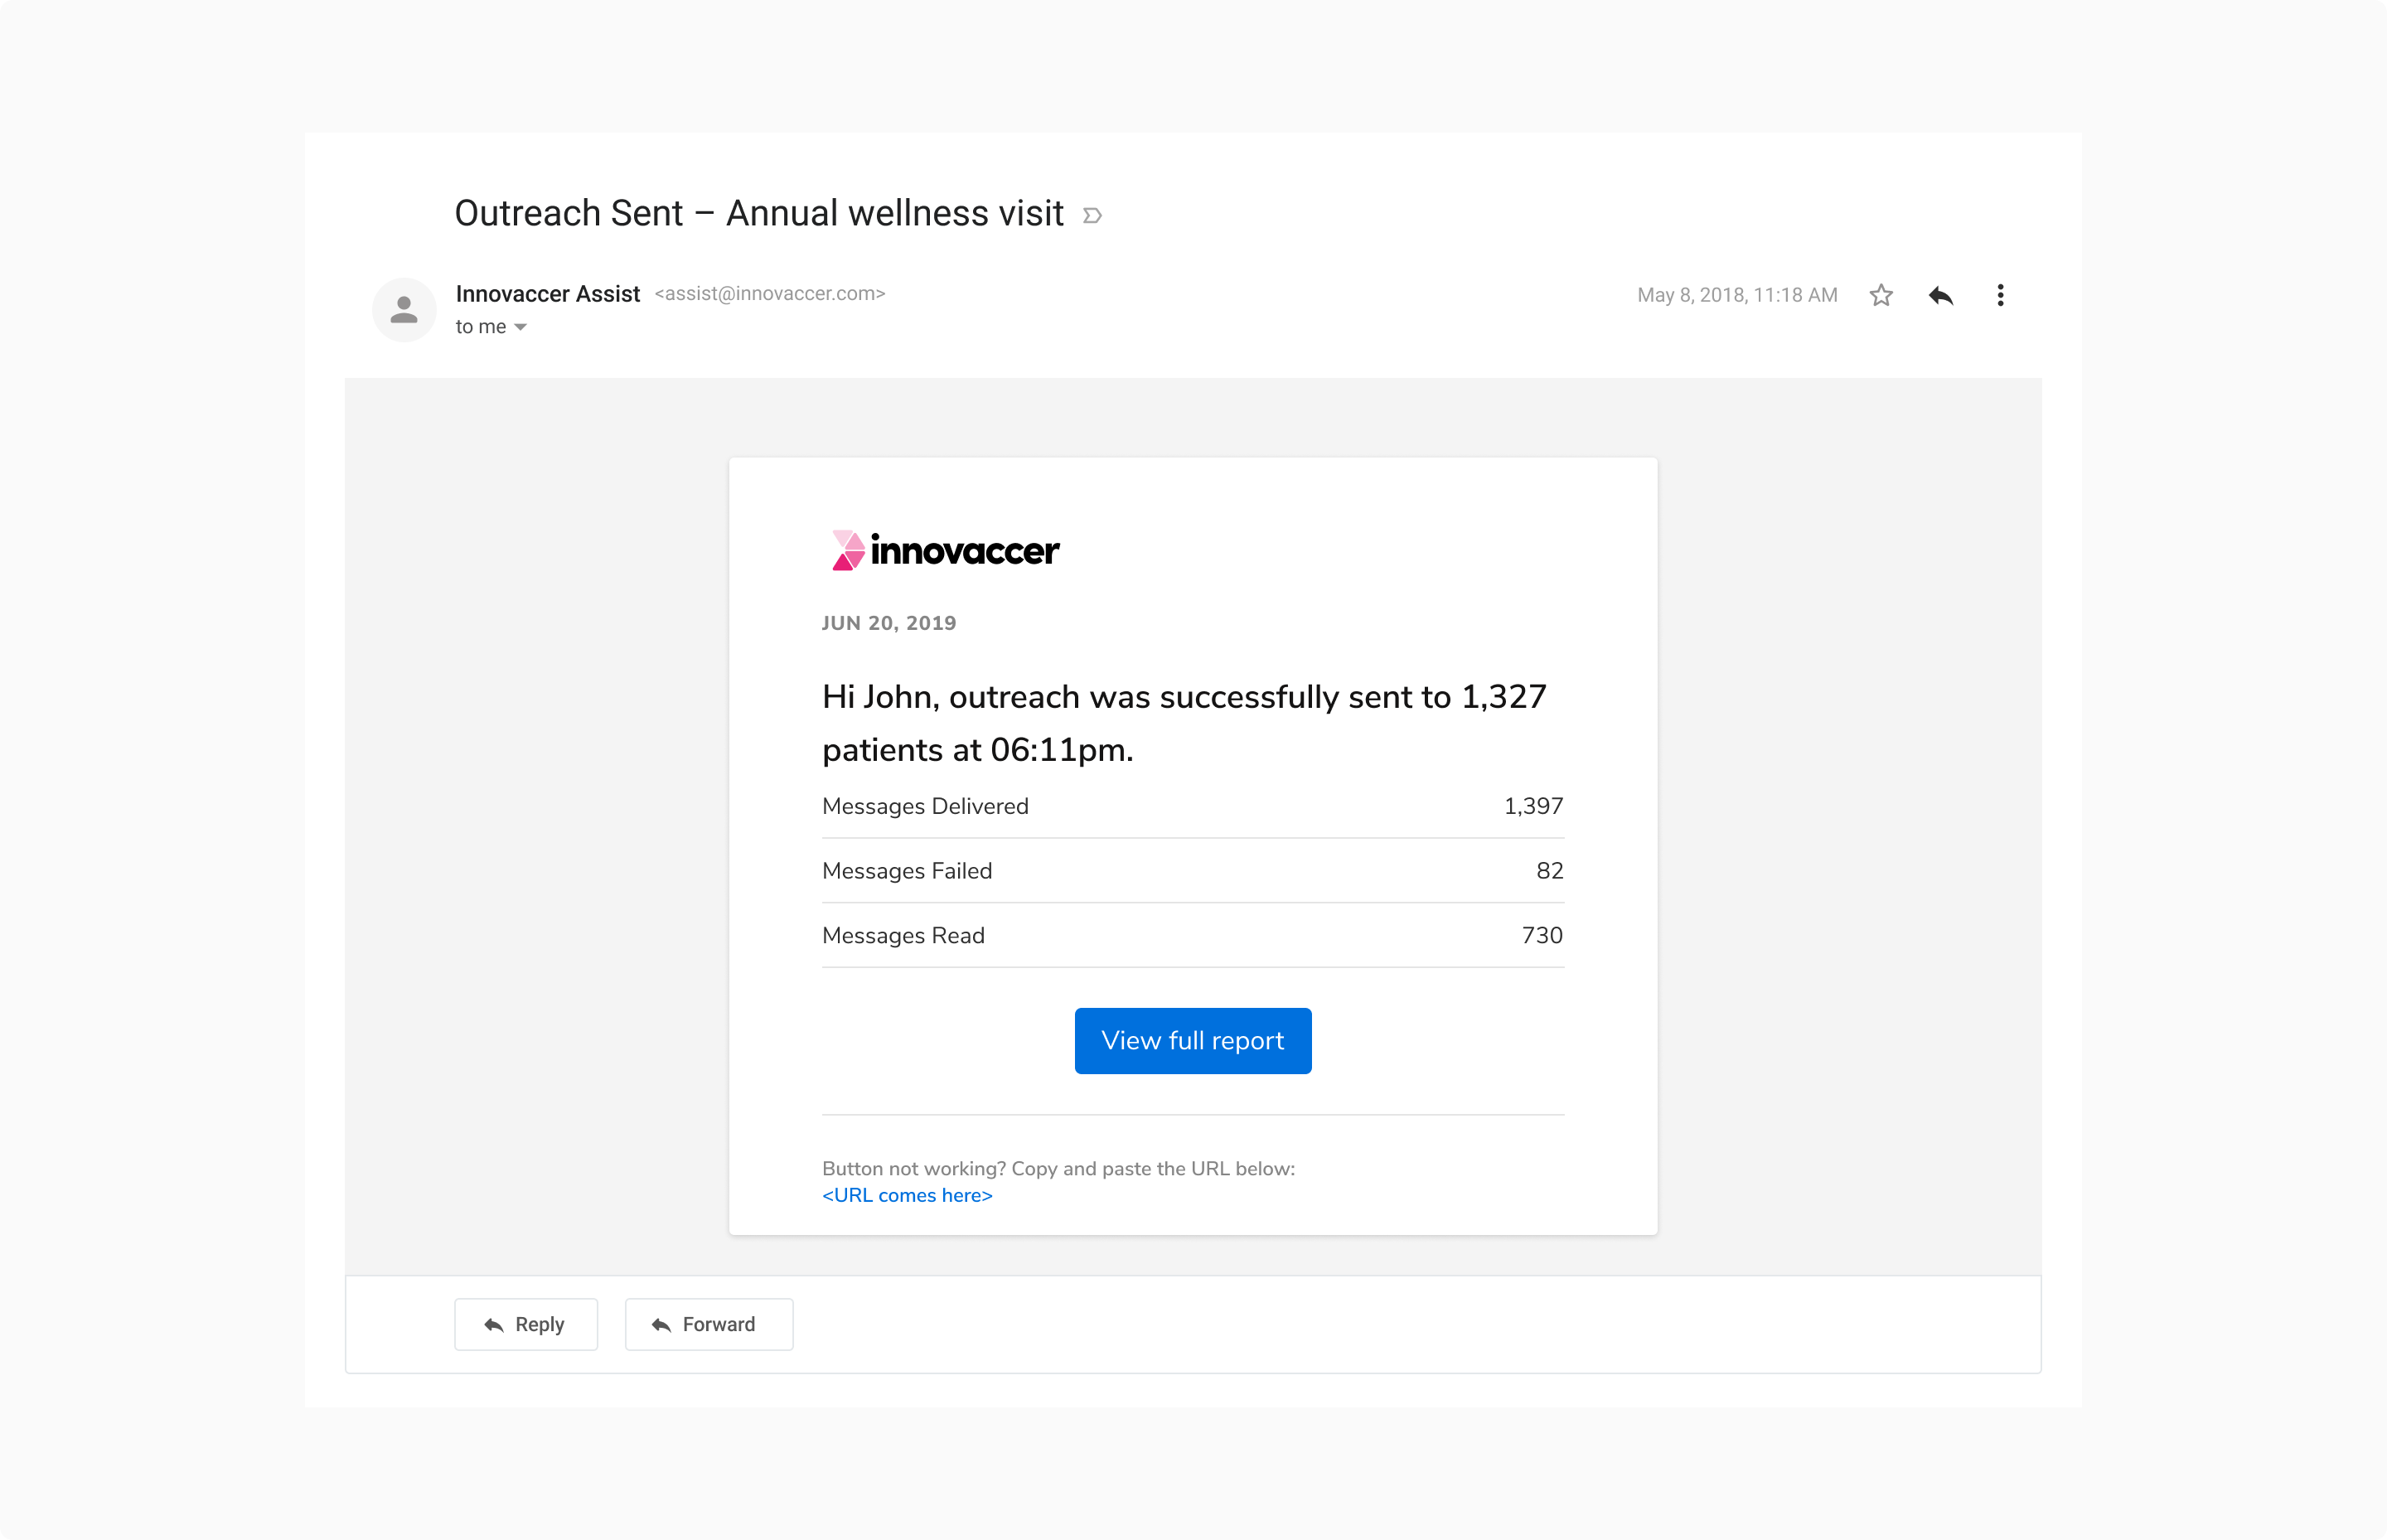 Outreach Sent – Annual wellness visit
Innovaccer Assist <assist@innovaccer.com>
May 8, 2018, 11:18 AM
to me
innovaccer
JUN 20, 2019
Hi John, outreach was successfully sent to 1,327
patients at 06:11pm.
Messages Delivered 1,397
Messages Failed 82
Messages Read 730
View full report
Button not working? Copy and paste the URL below:
<URL comes here>
Reply Forward